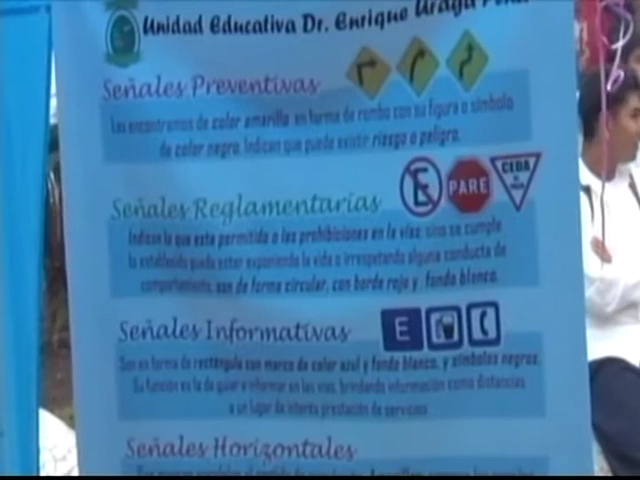 Unidad Educativa Dr. Enrique
Señales Preventivas
Las encontramos de color amarillo en forma de rombo con su figura o símbolo
de color negro. Indican que puede existir riesgo o peligro.
Señales Reglamentarias
E
PARE
CEDA
EL
PASO
Indican lo que esta permitido o las prohibiciones en la vías; sino se cumple
lo establecido puede estar exponiendo la vida o irrespetando alguna conducta de
comportamiento, son de forma circular, con borde rojo y fondo blanco.
Señales Informativas
E
Son en forma de rectángulo con marco de color azul y fondo blanco, y símbolos negros.
Su función es la de guiar e informar en las vías, brindando información como distancias
a un lugar de interés prestación de servicios.
Señales Horizontales